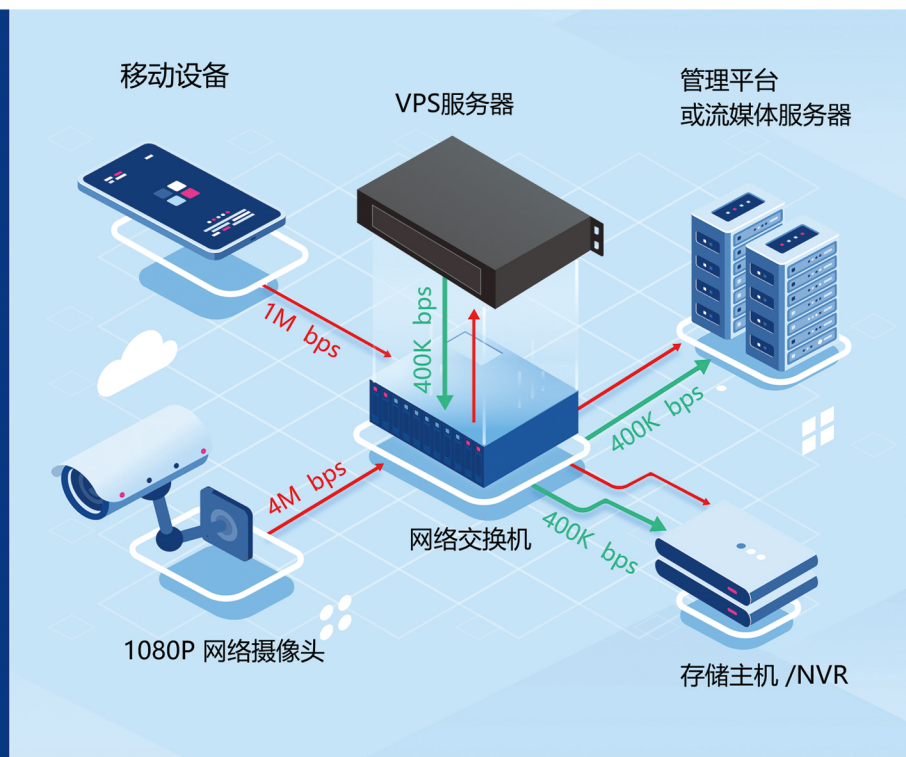 移动设备
VPS服务器
管理平台
或流媒体服务器
1M bps
400K bps
400K bps
4M bps
400K bps
网络交换机
1080P 网络摄像头
存储主机 /NVR